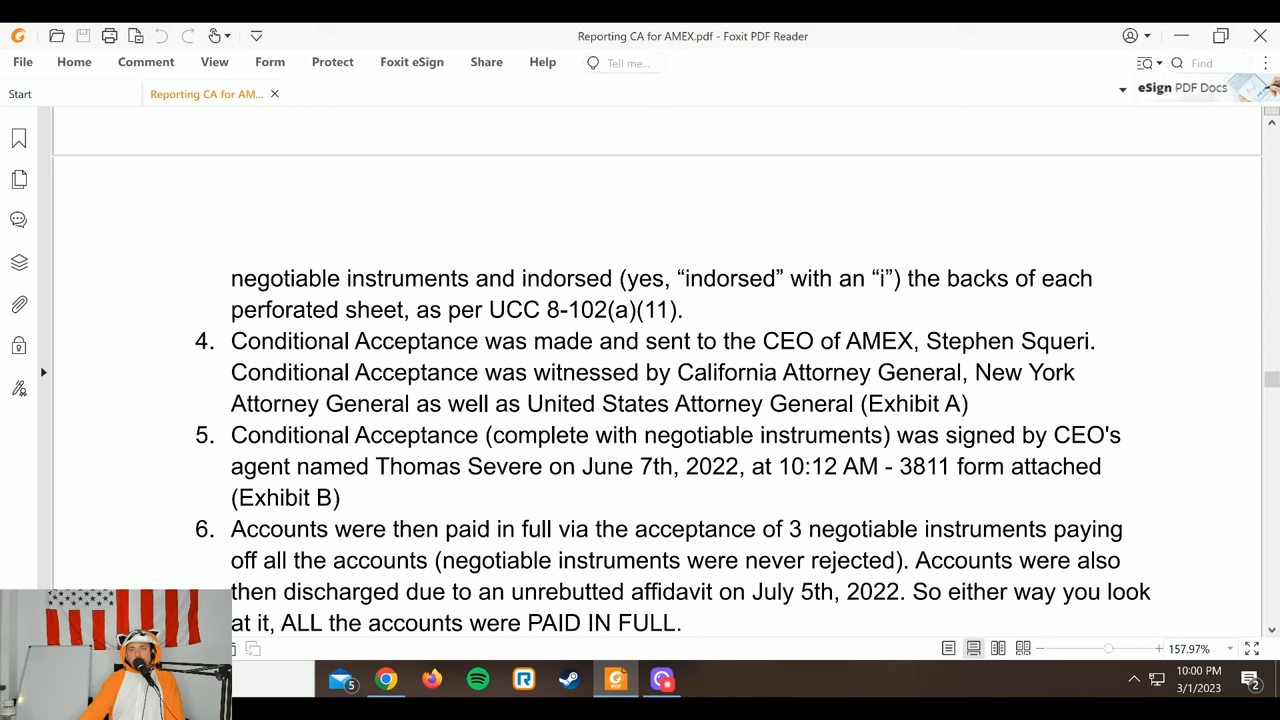 Reporting CA for AMEX.pdf - Foxit PDF Reader
File Home Comment View Form Protect Foxit eSign Share Help Tell me... Find
Start Reporting CA for AM... eSign PDF Docs
negotiable instruments and indorsed (yes, “indorsed” with an “i”) the backs of each
perforated sheet, as per UCC 8-102(a)(11).
4. Conditional Acceptance was made and sent to the CEO of AMEX, Stephen Squeri.
Conditional Acceptance was witnessed by California Attorney General, New York
Attorney General as well as United States Attorney General (Exhibit A)
5. Conditional Acceptance (complete with negotiable instruments) was signed by CEO's
agent named Thomas Severe on June 7th, 2022, at 10:12 AM - 3811 form attached
(Exhibit B)
6. Accounts were then paid in full via the acceptance of 3 negotiable instruments paying
off all the accounts (negotiable instruments were never rejected). Accounts were also
then discharged due to an unrebutted affidavit on July 5th, 2022. So either way you look
at it, ALL the accounts were PAID IN FULL.
157.97%
5
10:00 PM
3/1/2023
2